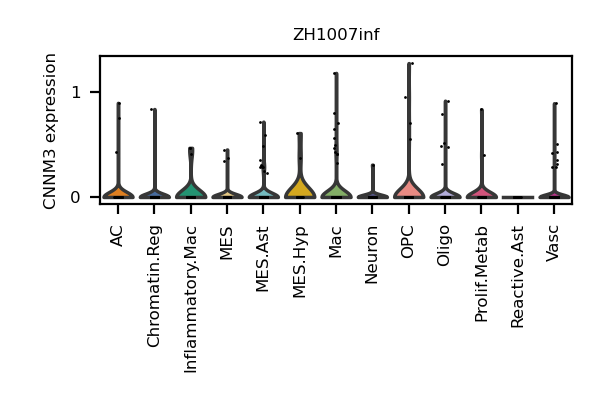 ZH1007inf
CNNM3 expression
1
0
AC
Chromatin.Reg
Inflammatory.Mac
MES
MES.Ast
MES.Hyp
Mac
Neuron
OPC
Oligo
Prolif.Metab
Reactive.Ast
Vasc